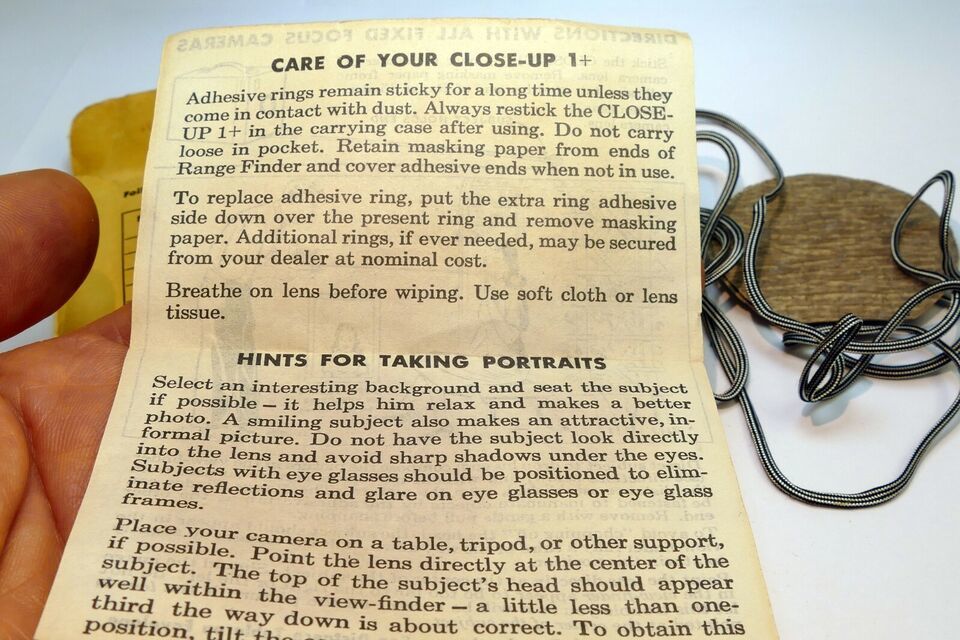 CARE OF YOUR CLOSE-UP 1+
Adhesive rings remain sticky for a long time unless they
come in contact with dust. Always restick the CLOSE-
UP 1+ in the carrying case after using. Do not carry
loose in pocket. Retain masking paper from ends of
Range Finder and cover adhesive ends when not in use.
To replace adhesive ring, put the extra ring adhesive
side down over the present ring and remove masking
paper. Additional rings, if ever needed, may be secured
from your dealer at nominal cost.
Breathe on lens before wiping. Use soft cloth or lens
tissue.
HINTS FOR TAKING PORTRAITS
Select an interesting background and seat the subject
if possible – it helps him relax and makes a better
photo. A smiling subject also makes an attractive, in-
formal picture. Do not have the subject look directly
into the lens and avoid sharp shadows under the eyes.
Subjects with eye glasses should be positioned to elim-
inate reflections and glare on eye glasses or eye glass
frames.
Place your camera on a table, tripod, or other support,
if possible. Point the lens directly at the center of the
subject. The top of the subject's head should appear
well within the view-finder – a little less than one-
third the way down is about correct. To obtain this
position, tilt the